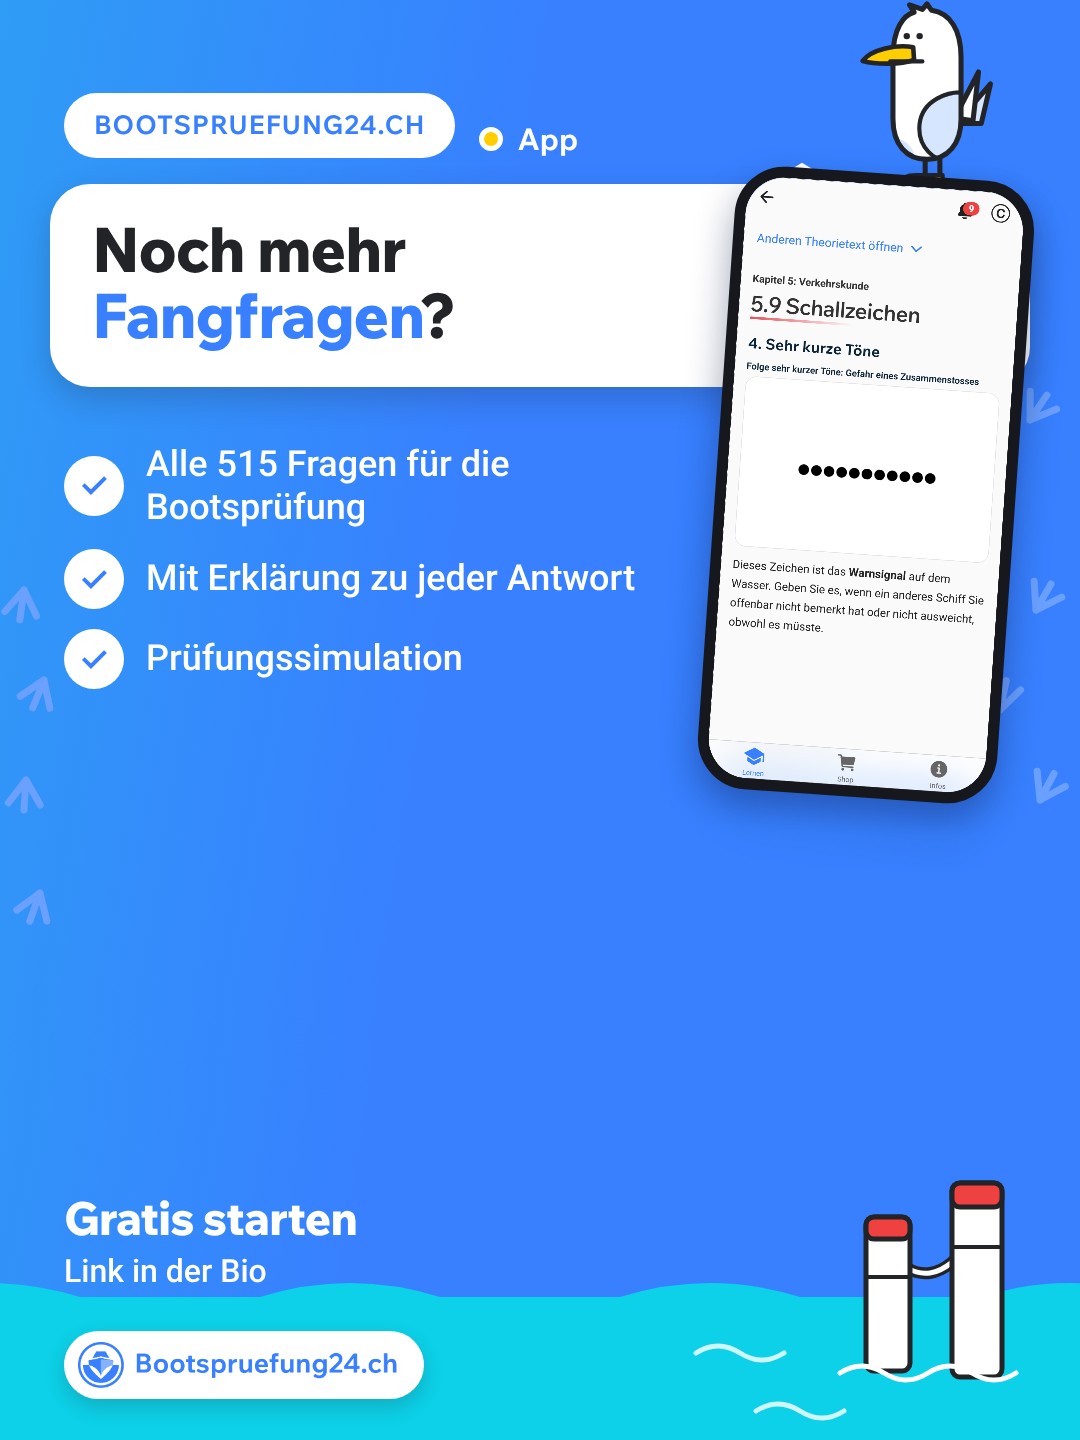 BOOTSPRUEFUNG24.CH
App
Noch mehr
Fangfragen?
Alle 515 Fragen für die
Bootsprüfung
Mit Erklärung zu jeder Antwort
Prüfungssimulation
9
C
Anderen Theorietext öffnen
Kapitel 5: Verkehrskunde
5.9 Schallzeichen
4. Sehr kurze Töne
Folge sehr kurzer Töne: Gefahr eines Zusammenstosses
Dieses Zeichen ist das Warnsignal auf dem
Wasser. Geben Sie es, wenn ein anderes Schiff Sie
offenbar nicht bemerkt hat oder nicht ausweicht,
obwohl es müsste.
Lernen
Shop
Infos
Gratis starten
Link in der Bio
Bootspruefung24.ch